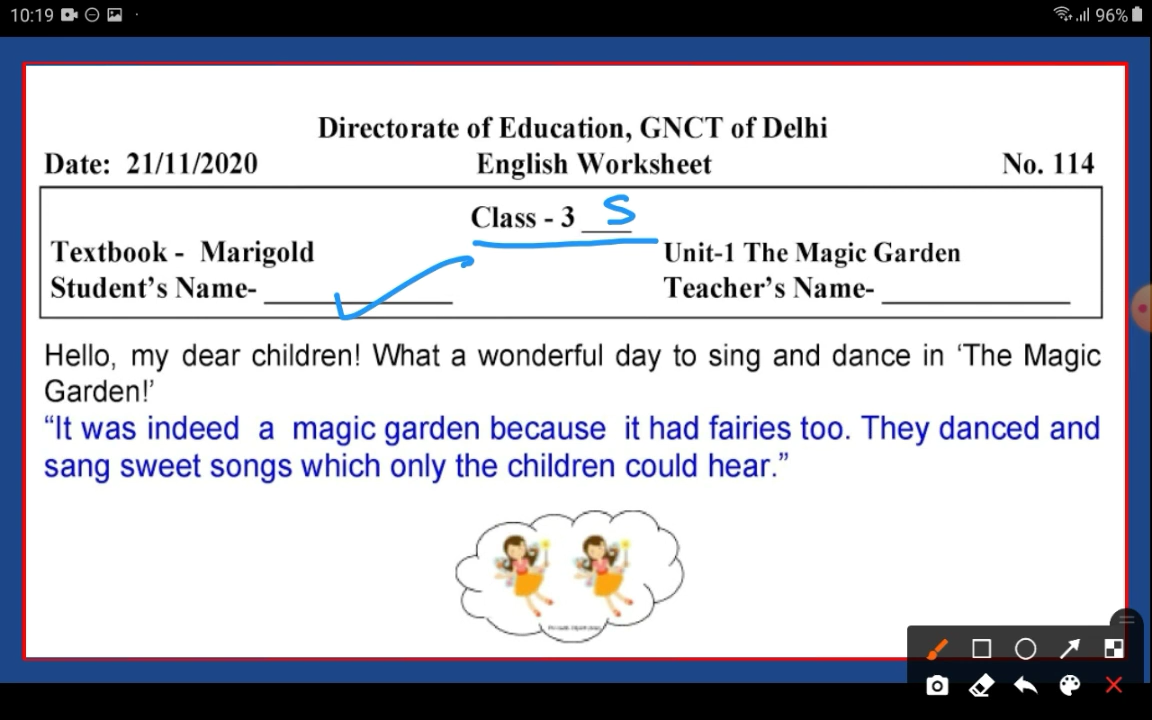 10:19 96%
Directorate of Education, GNCT of Delhi
Date: 21/11/2020 English Worksheet No. 114
Class - 3 S
Textbook - Marigold Unit-1 The Magic Garden
Student’s Name- __________ Teacher’s Name- __________
Hello, my dear children! What a wonderful day to sing and dance in ‘The Magic
Garden!’
“It was indeed a magic garden because it had fairies too. They danced and
sang sweet songs which only the children could hear.”